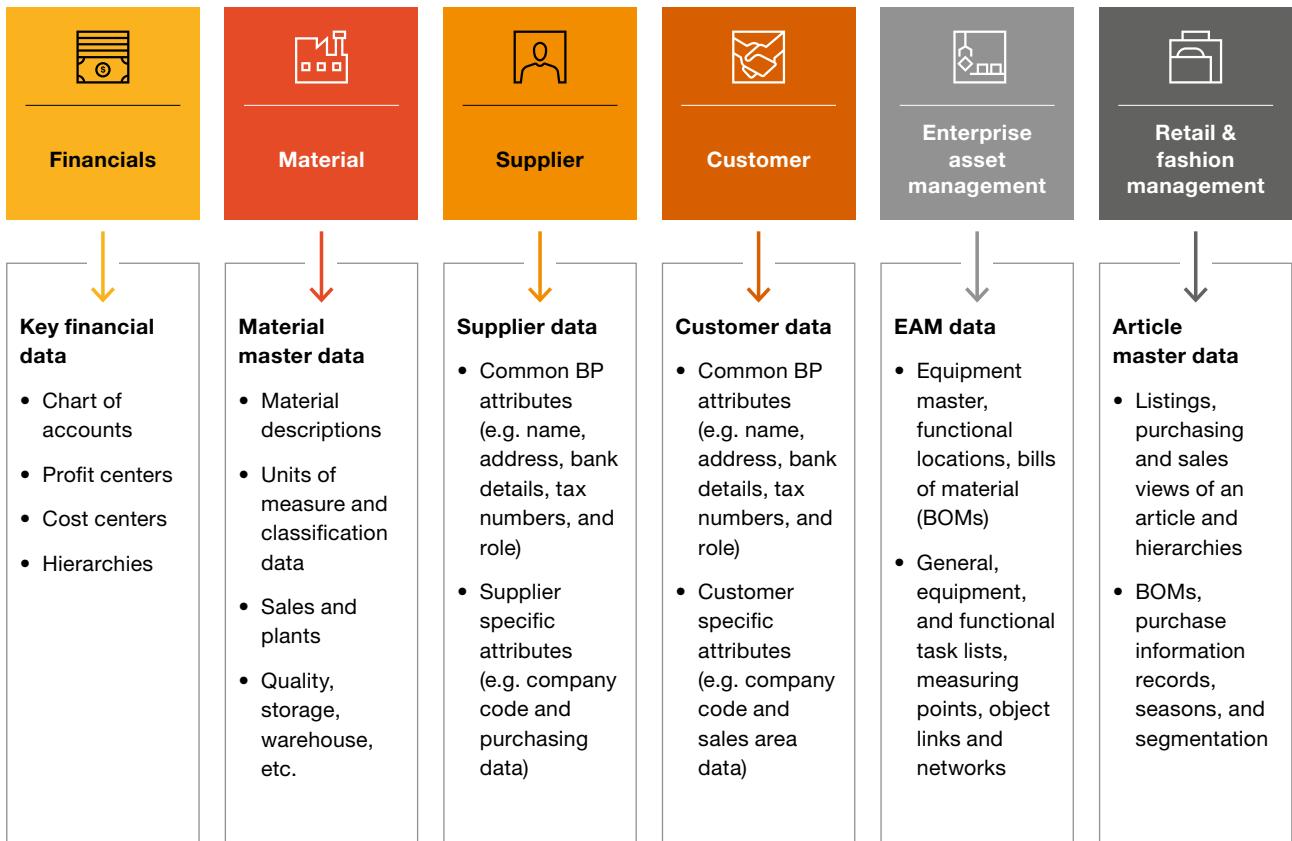 Financials
Material
Supplier
Customer
Enterprise
asset
management
Retail &
fashion
management
Key financial
data
• Chart of
accounts
• Profit centers
• Cost centers
• Hierarchies
Material
master data
• Material
descriptions
• Units of
measure and
classification
data
• Sales and
plants
• Quality,
storage,
warehouse,
etc.
Supplier data
• Common BP
attributes
(e.g. name,
address, bank
details, tax
numbers, and
role)
• Supplier
specific
attributes
(e.g. company
code and
purchasing
data)
Customer data
• Common BP
attributes
(e.g. name,
address, bank
details, tax
numbers, and
role)
• Customer
specific
attributes
(e.g. company
code and
sales area
data)
EAM data
• Equipment
master,
functional
locations, bills
of material
(BOMs)
• General,
equipment,
and functional
task lists,
measuring
points, object
links and
networks
Article
master data
• Listings,
purchasing
and sales
views of an
article and
hierarchies
• BOMs,
purchase
information
records,
seasons, and
segmentation